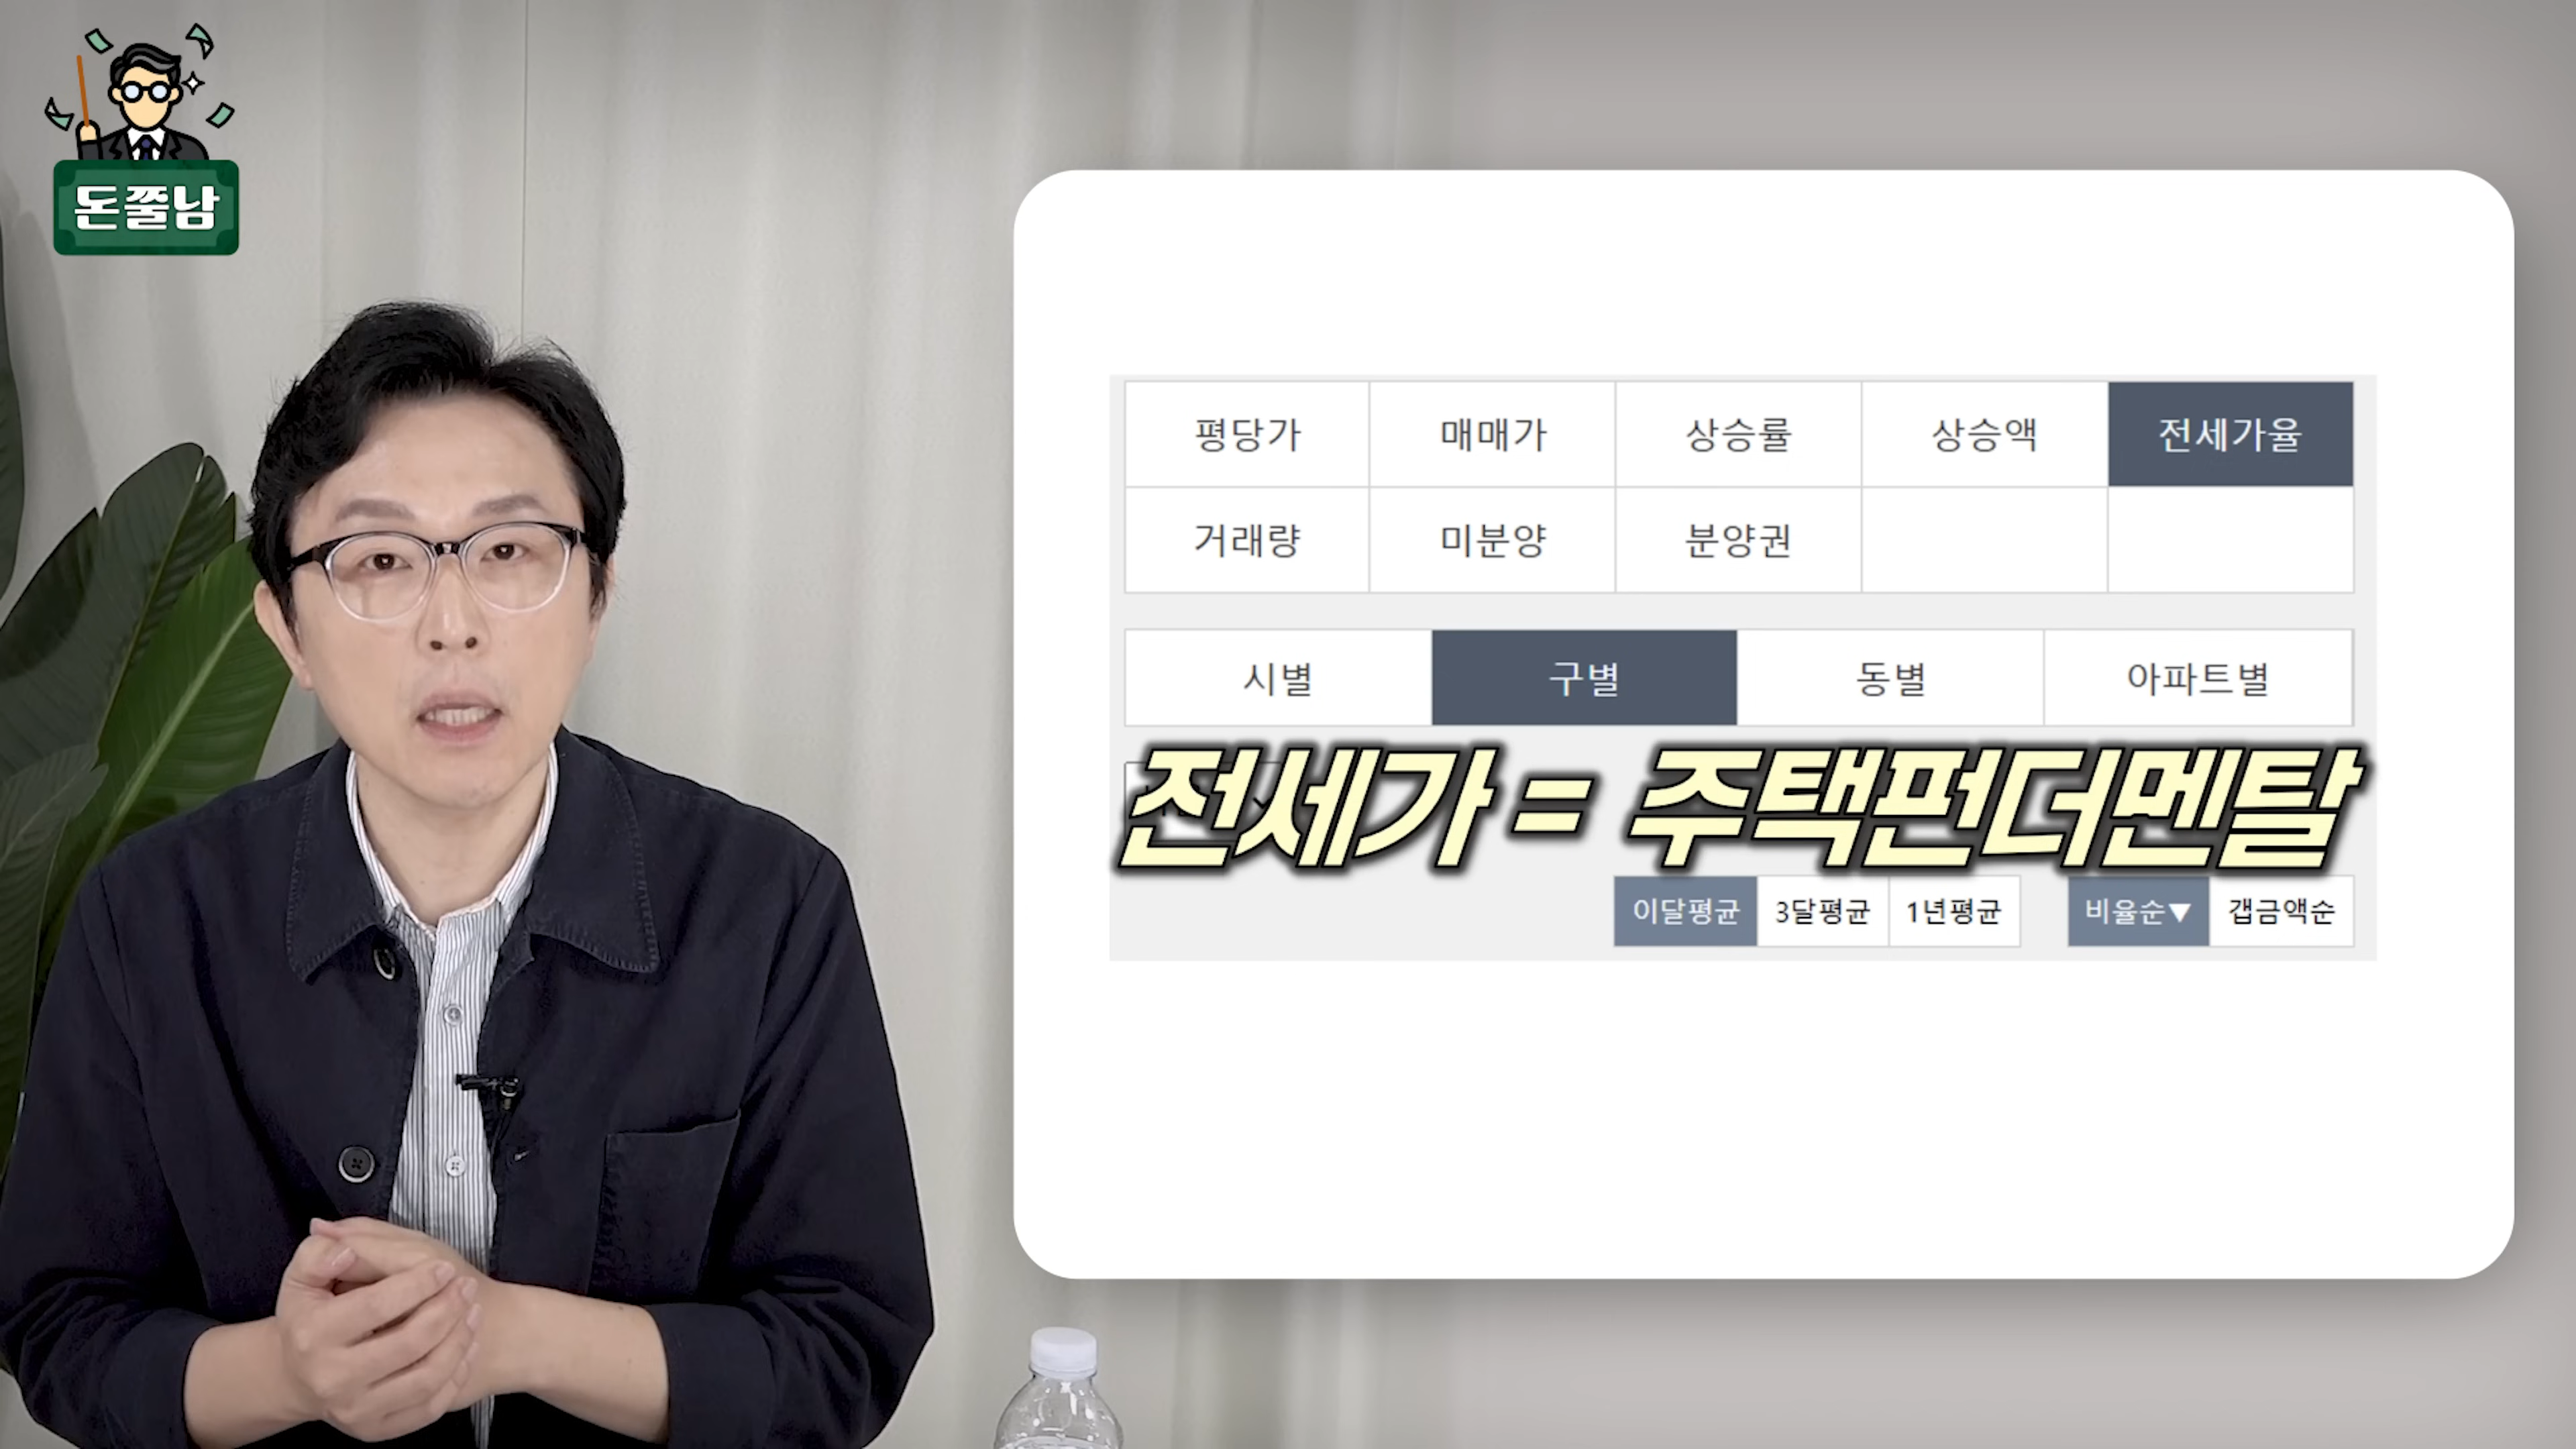 돈쭐남
평당가 매매가 상승률 상승액 전세가율
거래량 미분양 분양권
시별 구별 동별 아파트별
전세가 = 주택펀더멘탈
이달평균 3달평균 1년평균 비율순▼ 갭금액순